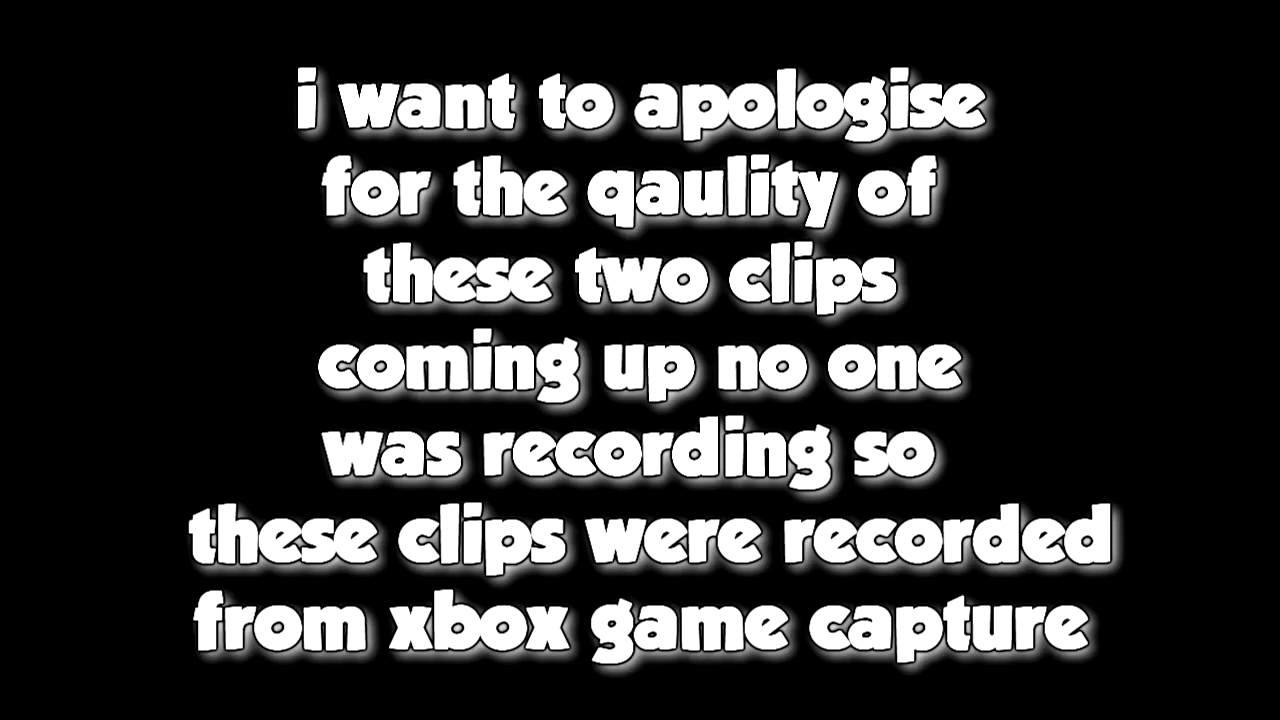 i want to apologise
for the qaulity of
these two clips
coming up no one
was recording so
these clips were recorded
from xbox game capture